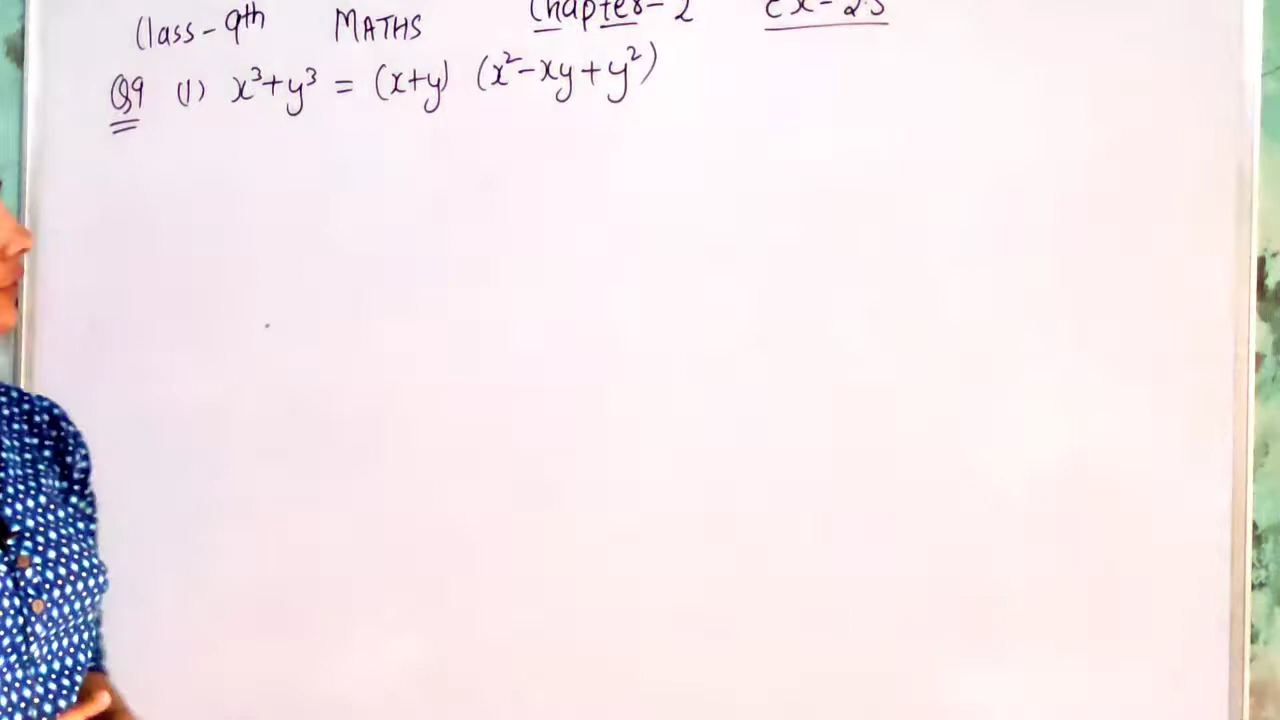 Class - 9th MATHS Chapter - 2 Ex - 2.5
Q9 (1) x³+y³ = (x+y) (x²-xy+y²)